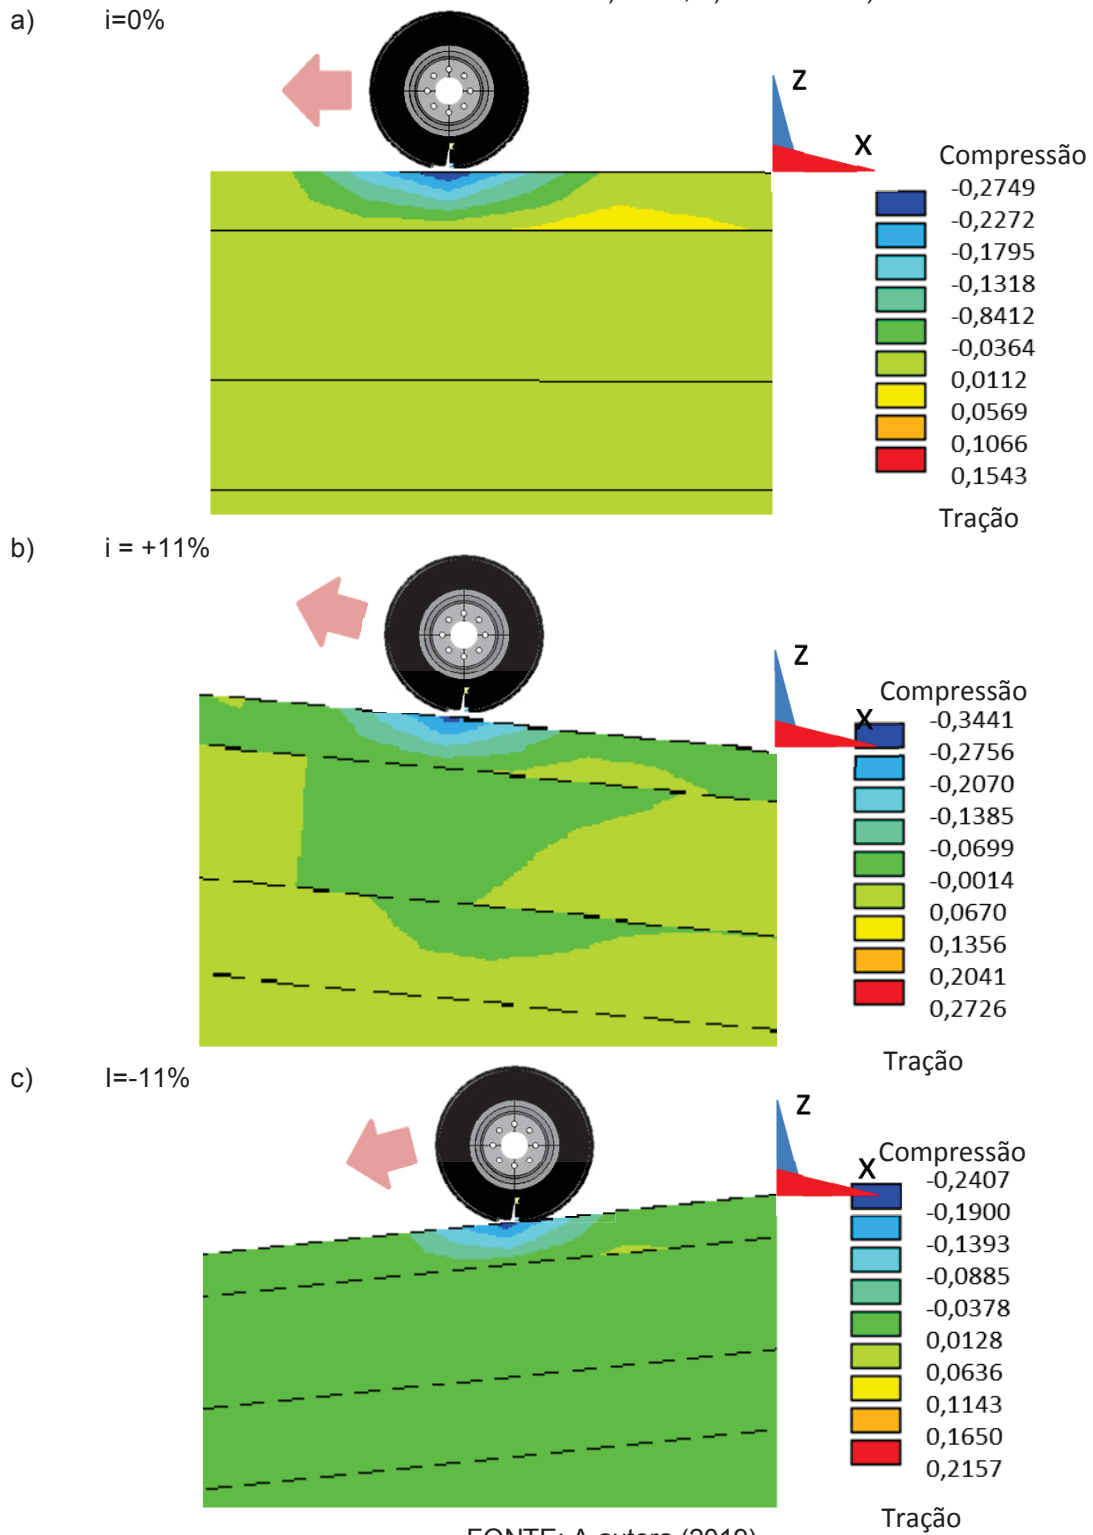 a) i=0%
Z
X
Compressão
-0,2749
-0,2272
-0,1795
-0,1318
-0,8412
-0,0364
0,0112
0,0569
0,1066
0,1543
Tração
b) i = +11%
Z
X
Compressão
-0,3441
-0,2756
-0,2070
-0,1385
-0,0699
-0,0014
0,0670
0,1356
0,2041
0,2726
Tração
c) I=-11%
Z
X
Compressão
-0,2407
-0,1900
-0,1393
-0,0885
-0,0378
0,0128
0,0636
0,1143
0,1650
0,2157
Tração
FONTE: A autora (2019)